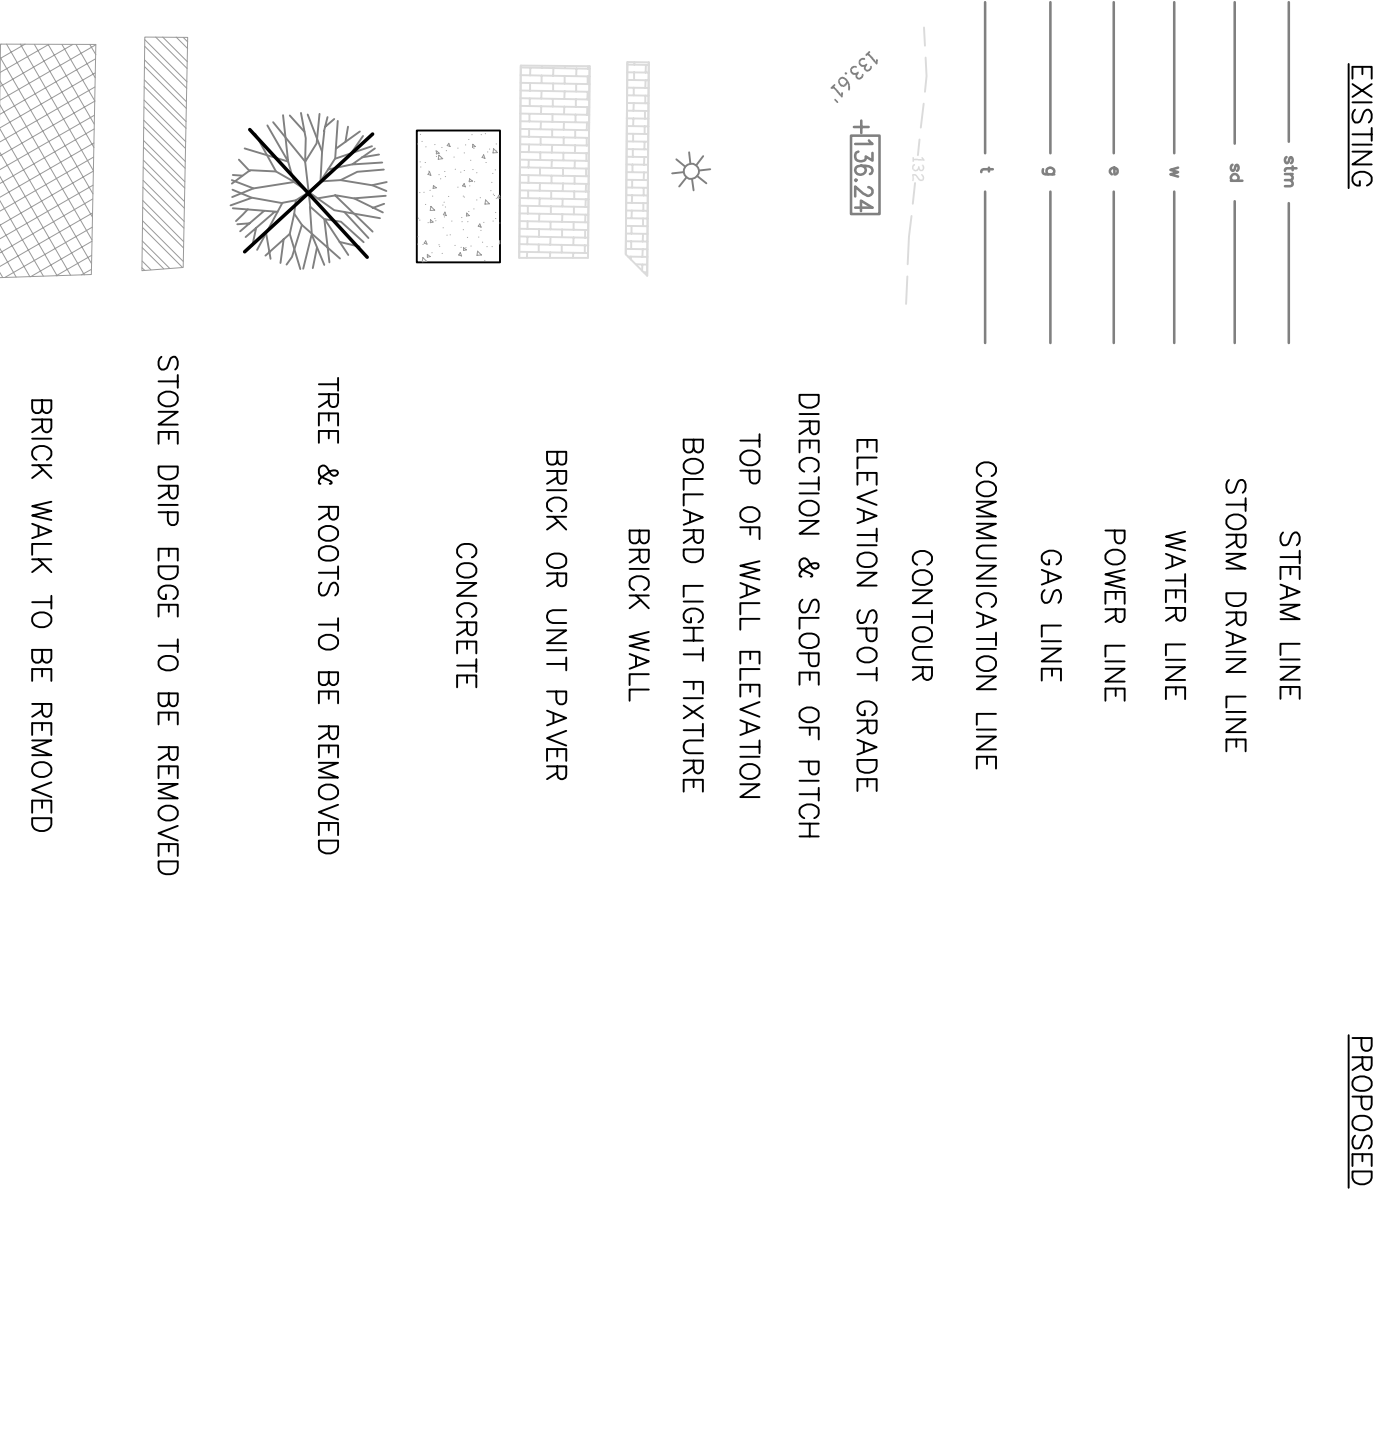 EXISTING PROPOSED
stm STEAM LINE
sd STORM DRAIN LINE
w WATER LINE
e POWER LINE
g GAS LINE
t COMMUNICATION LINE
132 CONTOUR
133.61' +136.24 ELEVATION SPOT GRADE
DIRECTION & SLOPE OF PITCH
TOP OF WALL ELEVATION
BOLLARD LIGHT FIXTURE
BRICK WALL
BRICK OR UNIT PAVER
CONCRETE
TREE & ROOTS TO BE REMOVED
STONE DRIP EDGE TO BE REMOVED
BRICK WALK TO BE REMOVED